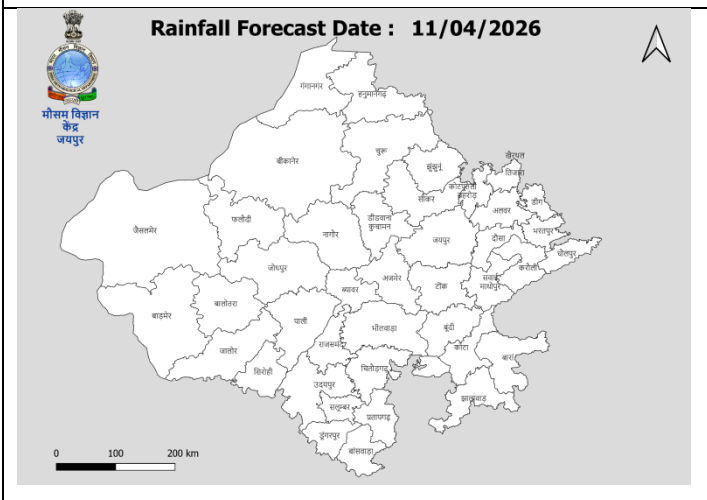 Rainfall Forecast Date : 11/04/2026
मौसम विज्ञान
केंद्र
जयपुर
गंगानगर
हनुमानगढ़
बीकानेर
चूरू
झुंझुनूं
सीकर
खैरथल
तिजारा
कोटपूतली
बहरोड़
अलवर
डीग
भरतपुर
धौलपुर
जैसलमेर
फलौदी
नागौर
डीडवाना
कुचामन
जयपुर
दौसा
करौली
जोधपुर
ब्यावर
अजमेर
टोंक
सवाई
माधोपुर
बाड़मेर
बालोतरा
पाली
भीलवाड़ा
बूंदी
कोटा
बारां
जालोर
सिरोही
राजसमंद
चित्तौड़गढ़
झालावाड़
उदयपुर
सलूम्बर
प्रतापगढ़
डूंगरपुर
बांसवाड़ा
0 100 200 km